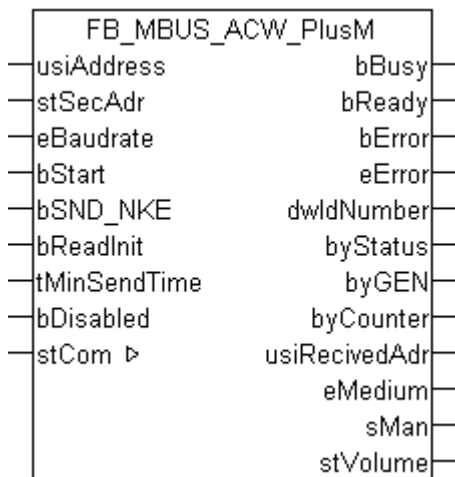 FB_MBUS_ACW_PlusM
usiAddress bBusy
stSecAdr bReady
eBaudrate bError
bStart eError
bSND_NKE dwIdNumber
bReadInit byStatus
tMinSendTime byGEN
bDisabled byCounter
stCom ▷ usiRecivedAdr
eMedium
sMan
stVolume